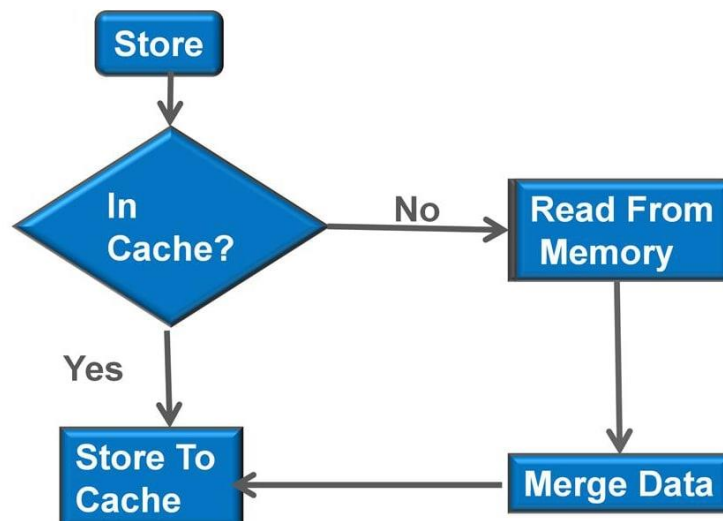 Store
In
Cache?
No
Read From
Memory
Yes
Store To
Cache
Merge Data